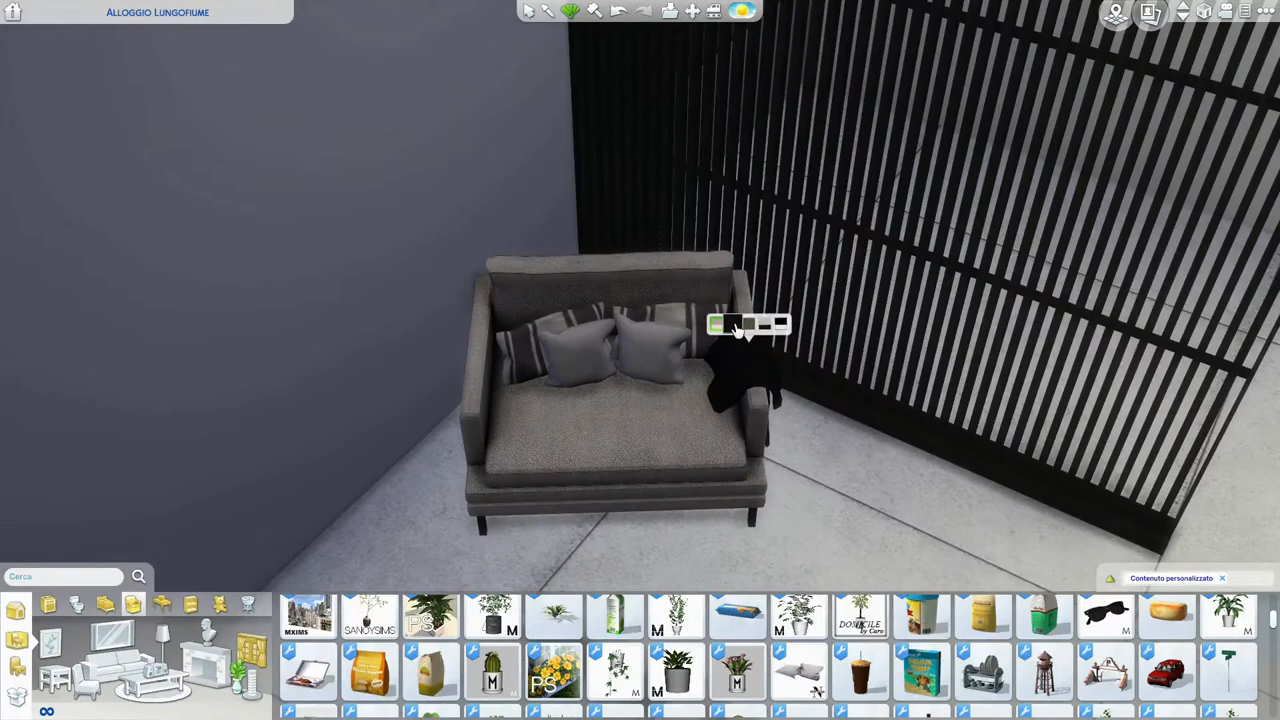 ALLOGGIO LUNGOFIUME
Cerca
Contenuto personalizzato
MXIMS
SANOYSIMS
PS
M
M
M
DOMICILE
by Caro
M
M
M
PS
M
M
M
N